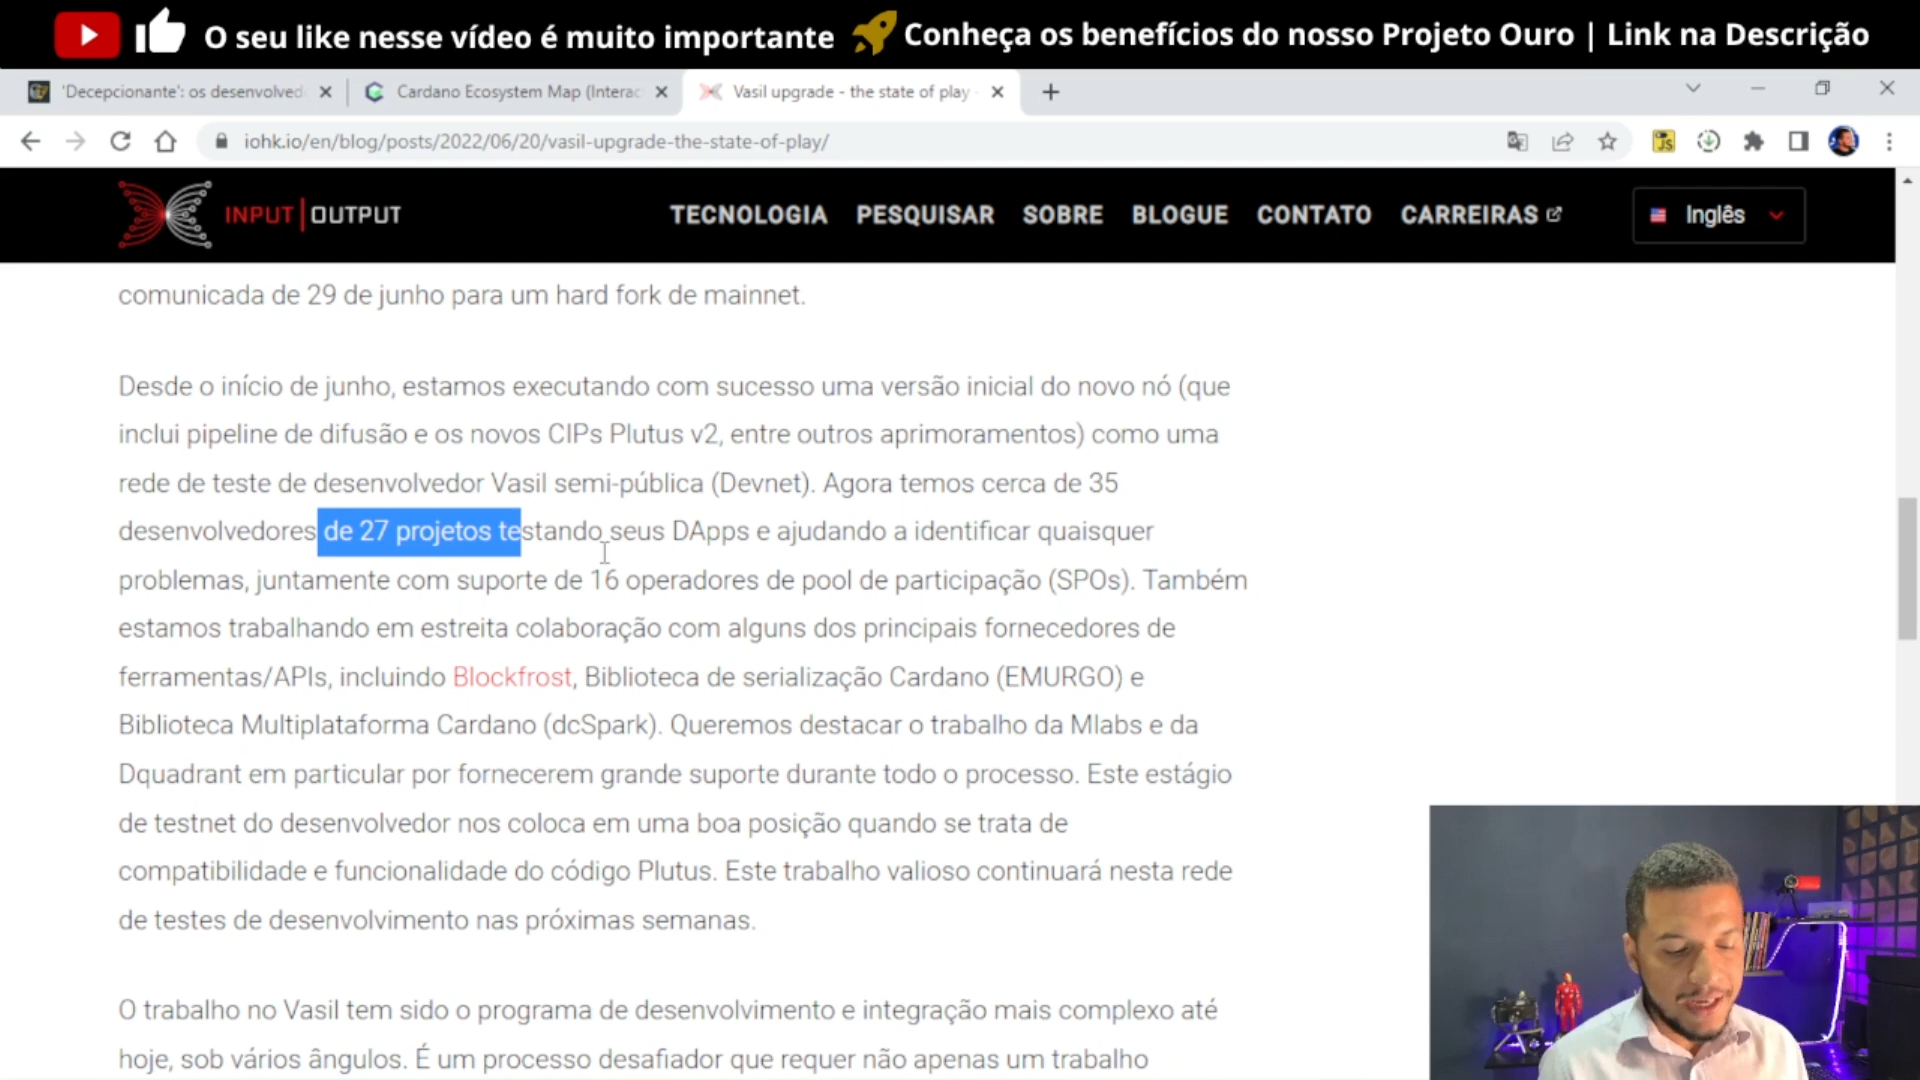 O seu like nesse vídeo é muito importante
Conheça os benefícios do nosso Projeto Ouro | Link na Descrição
'Decepcionante': os desenvolved
Cardano Ecosystem Map (Interac
Vasil upgrade - the state of play
iohk.io/en/blog/posts/2022/06/20/vasil-upgrade-the-state-of-play/
JS
INPUT | OUTPUT
TECNOLOGIA
PESQUISAR
SOBRE
BLOGUE
CONTATO
CARREIRAS
Inglês
comunicada de 29 de junho para um hard fork de mainnet.
Desde o início de junho, estamos executando com sucesso uma versão inicial do novo nó (que
inclui pipeline de difusão e os novos CIPs Plutus v2, entre outros aprimoramentos) como uma
rede de teste de desenvolvedor Vasil semi-pública (Devnet). Agora temos cerca de 35
desenvolvedores de 27 projetos testando seus DApps e ajudando a identificar quaisquer
problemas, juntamente com suporte de 16 operadores de pool de participação (SPOs). Também
estamos trabalhando em estreita colaboração com alguns dos principais fornecedores de
ferramentas/APIs, incluindo Blockfrost, Biblioteca de serialização Cardano (EMURGO) e
Biblioteca Multiplataforma Cardano (dcSpark). Queremos destacar o trabalho da Mlabs e da
Dquadrant em particular por fornecerem grande suporte durante todo o processo. Este estágio
de testnet do desenvolvedor nos coloca em uma boa posição quando se trata de
compatibilidade e funcionalidade do código Plutus. Este trabalho valioso continuará nesta rede
de testes de desenvolvimento nas próximas semanas.
O trabalho no Vasil tem sido o programa de desenvolvimento e integração mais complexo até
hoje, sob vários ângulos. É um processo desafiador que requer não apenas um trabalho